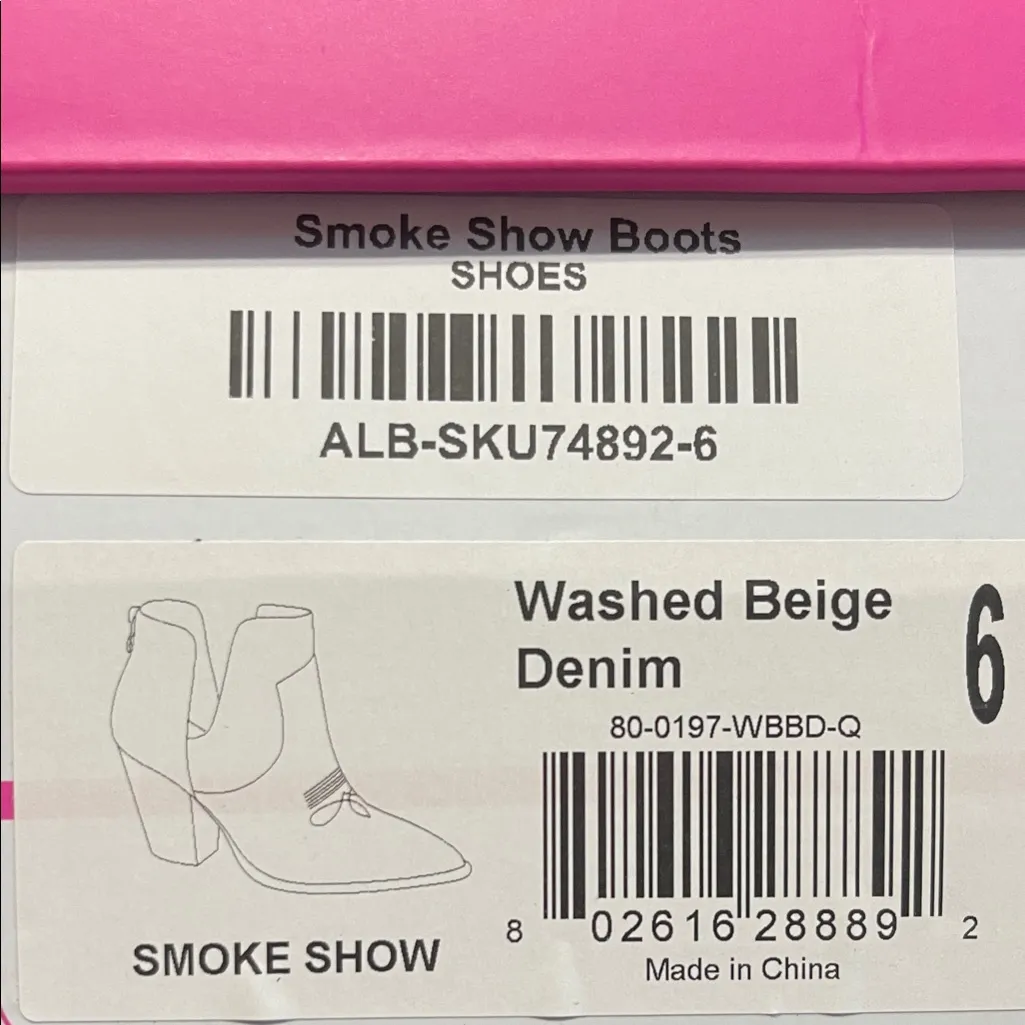 Smoke Show Boots
SHOES
ALB-SKU74892-6
Washed Beige
Denim
6
80-0197-WBBD-Q
8 02616 28889 2
Made in China
SMOKE SHOW